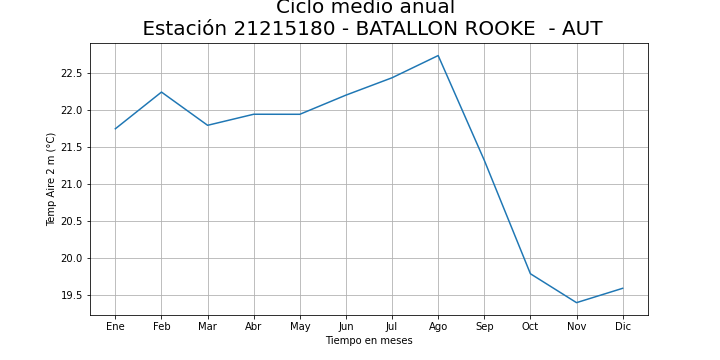 Ciclo medio anual
Estación 21215180 - BATALLON ROOKE  - AUT
22.5
22.0
21.5
21.0
20.5
20.0
19.5
Temp Aire 2 m (°C)
Ene Feb Mar Abr May Jun Jul Ago Sep Oct Nov Dic
Tiempo en meses